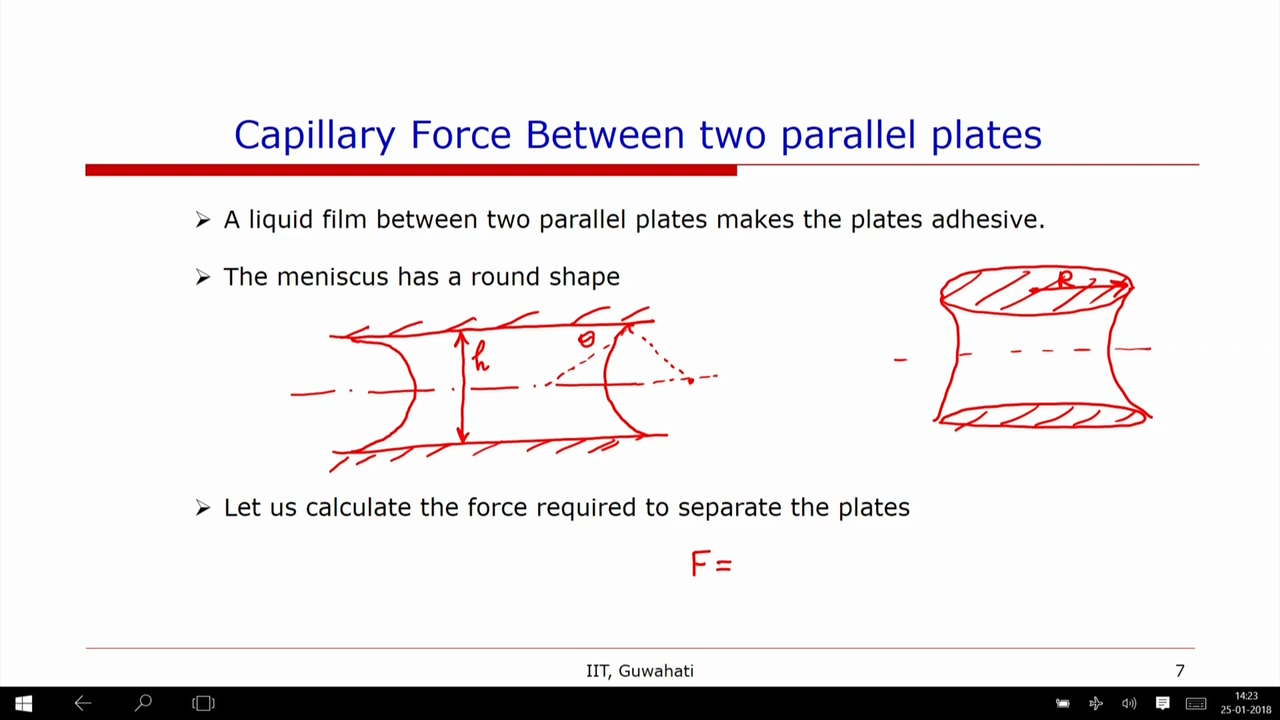 Capillary Force Between two parallel plates
➢ A liquid film between two parallel plates makes the plates adhesive.
➢ The meniscus has a round shape
R
θ
h
➢ Let us calculate the force required to separate the plates
F =
IIT, Guwahati
7
14:23
25-01-2018